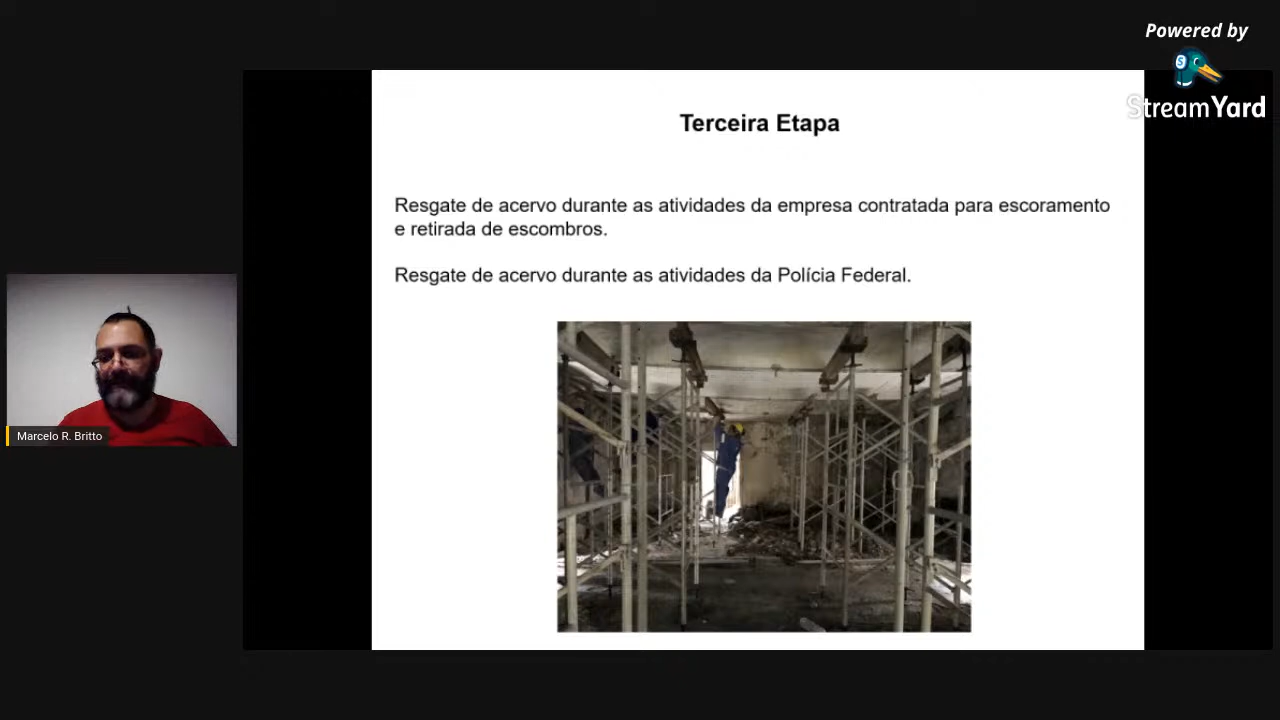 Powered by
StreamYard
Terceira Etapa
Resgate de acervo durante as atividades da empresa contratada para escoramento
e retirada de escombros.
Resgate de acervo durante as atividades da Polícia Federal.
Marcelo R. Britto